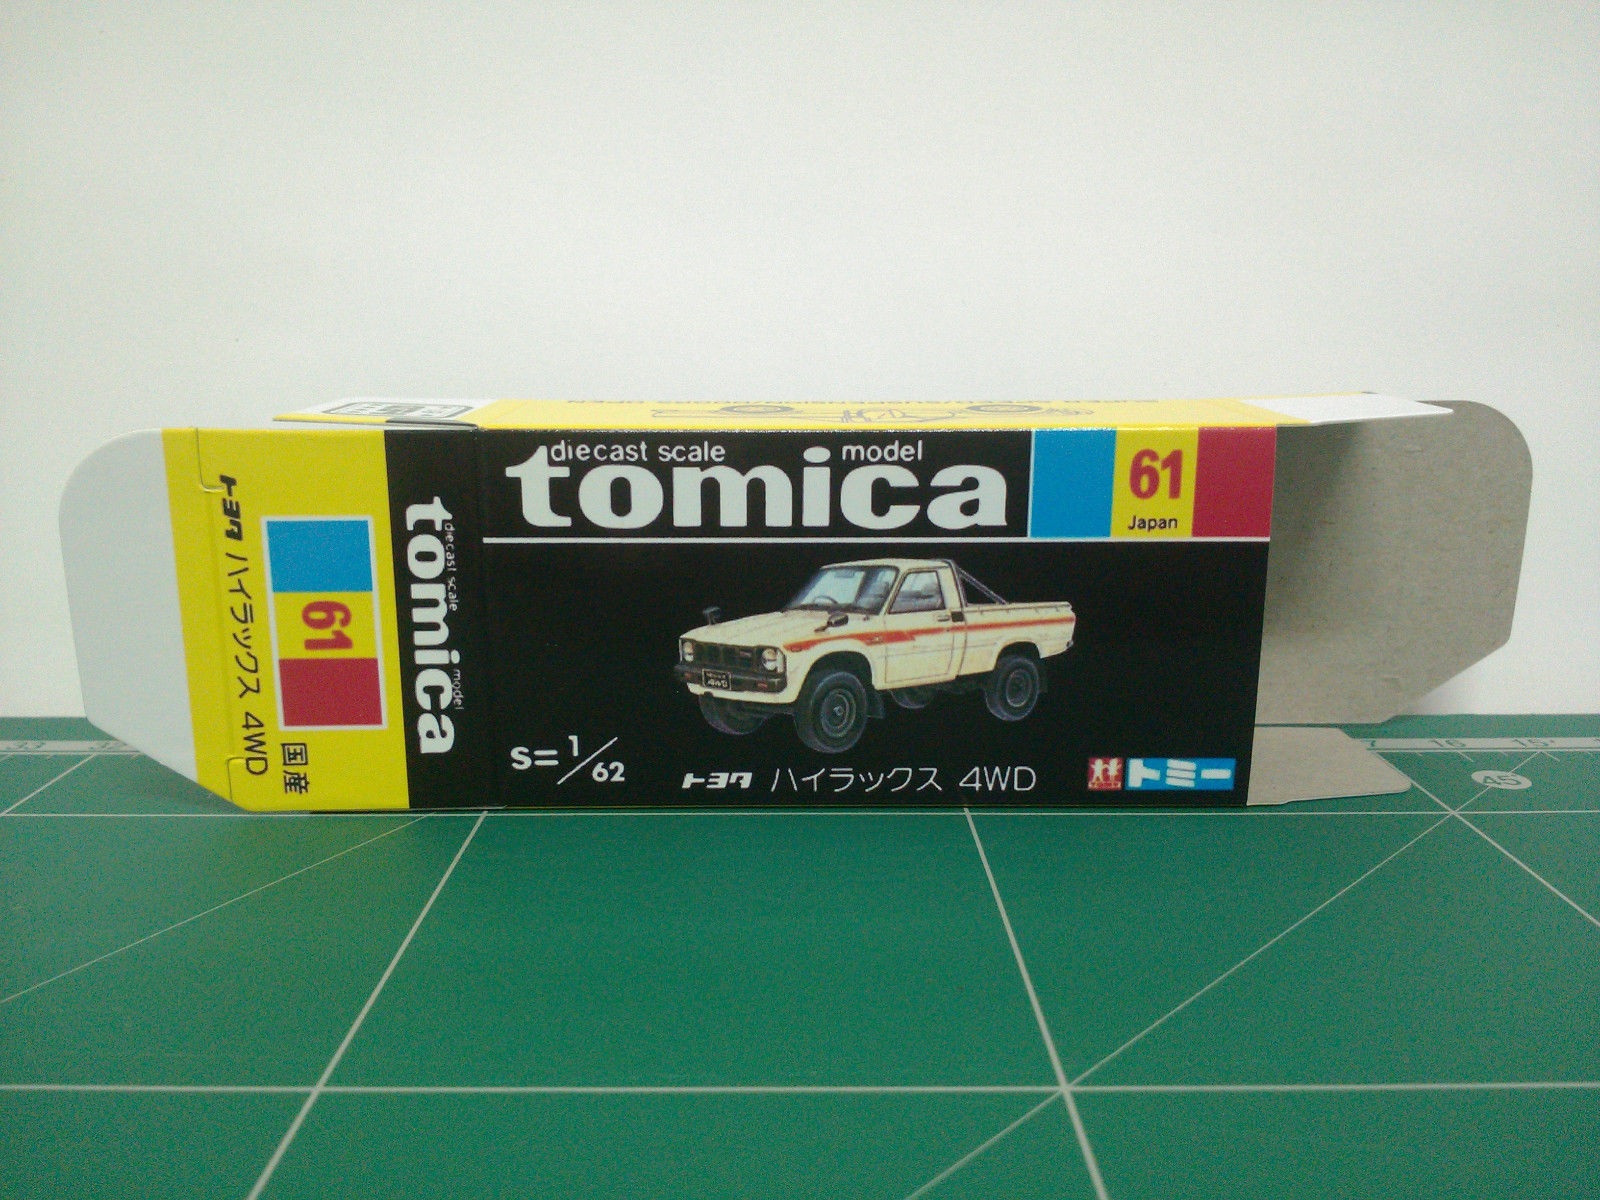 diecast scale model
tomica
61
Japan
S=1/62
トヨタ ハイラックス 4WD
トミー
diecast scale model
tomica
61
トヨタ ハイラックス 4WD
国産
45